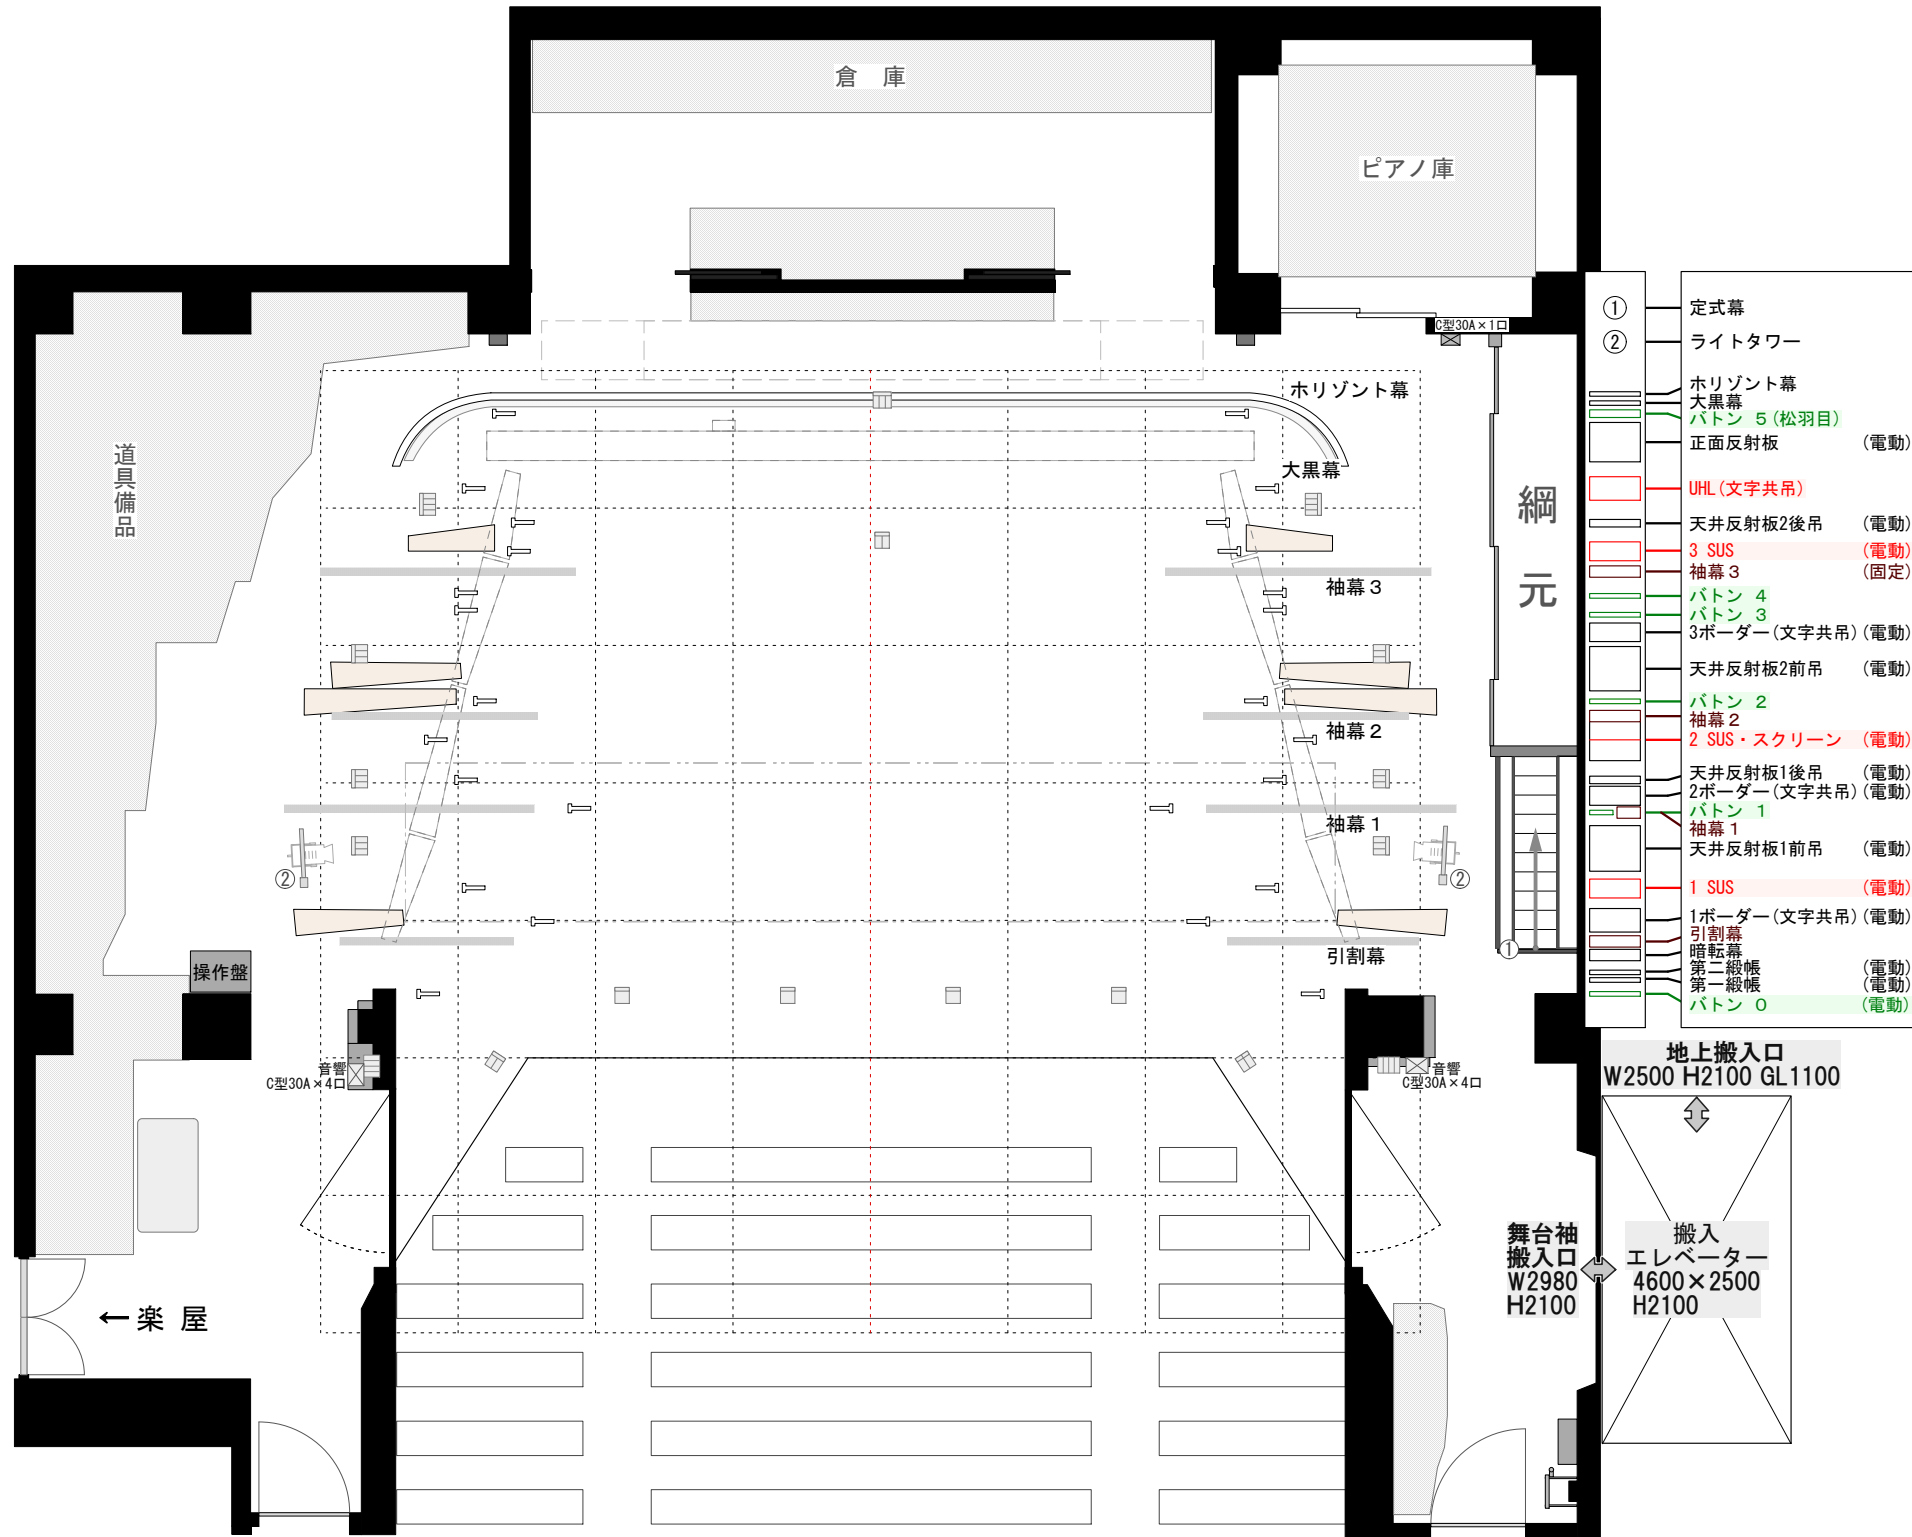 倉　庫
ピアノ庫
C型30A×1口
道具備品
ホリゾント幕
大黒幕
袖幕3
袖幕2
袖幕1
引割幕
綱元
操作盤
②
②
①
音響
C型30A×4口
音響
C型30A×4口
←楽 屋
① 定式幕
② ライトタワー
ホリゾント幕
大黒幕
バトン 5(松羽目)
正面反射板 (電動)
UHL(文字共吊)
天井反射板2後吊 (電動)
3 SUS (電動)
袖幕3 (固定)
バトン 4
バトン 3
3ボーダー(文字共吊)(電動)
天井反射板2前吊 (電動)
バトン 2
袖幕2
2 SUS・スクリーン (電動)
天井反射板1後吊 (電動)
2ボーダー(文字共吊)(電動)
バトン 1
袖幕1
天井反射板1前吊 (電動)
1 SUS (電動)
1ボーダー(文字共吊)(電動)
引割幕
暗転幕
第二緞帳 (電動)
第一緞帳 (電動)
バトン 0 (電動)
地上搬入口
W2500 H2100 GL1100
舞台袖
搬入口
W2980
H2100
搬入
エレベーター
4600×2500
H2100